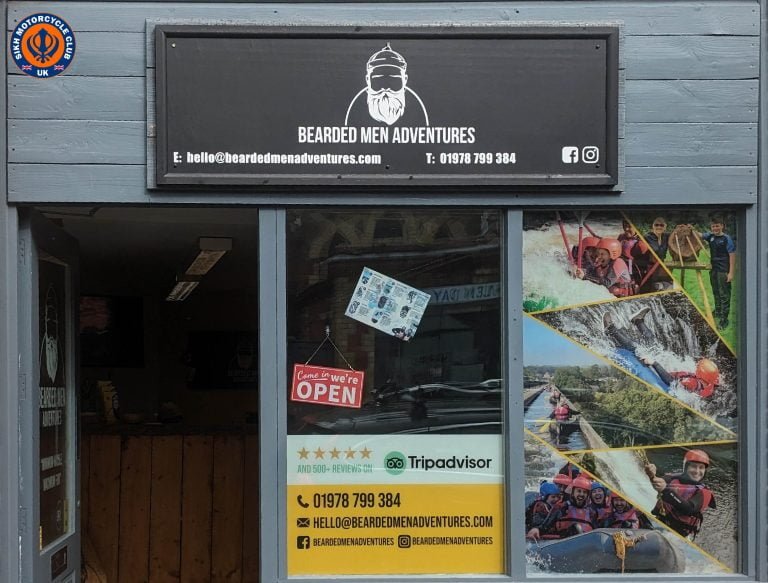 SIKH MOTORCYCLE CLUB
UK
BEARDED MEN ADVENTURES
E: hello@beardedmenadventures.com T: 01978 799 384
Come in we're
OPEN
AND 500+ REVIEWS ON Tripadvisor
01978 799 384
HELLO@BEARDEDMENADVENTURES.COM
BEARDEDMENADVENTURES BEARDEDMENADVENTURES
BEARDED MEN
ADVENTURES